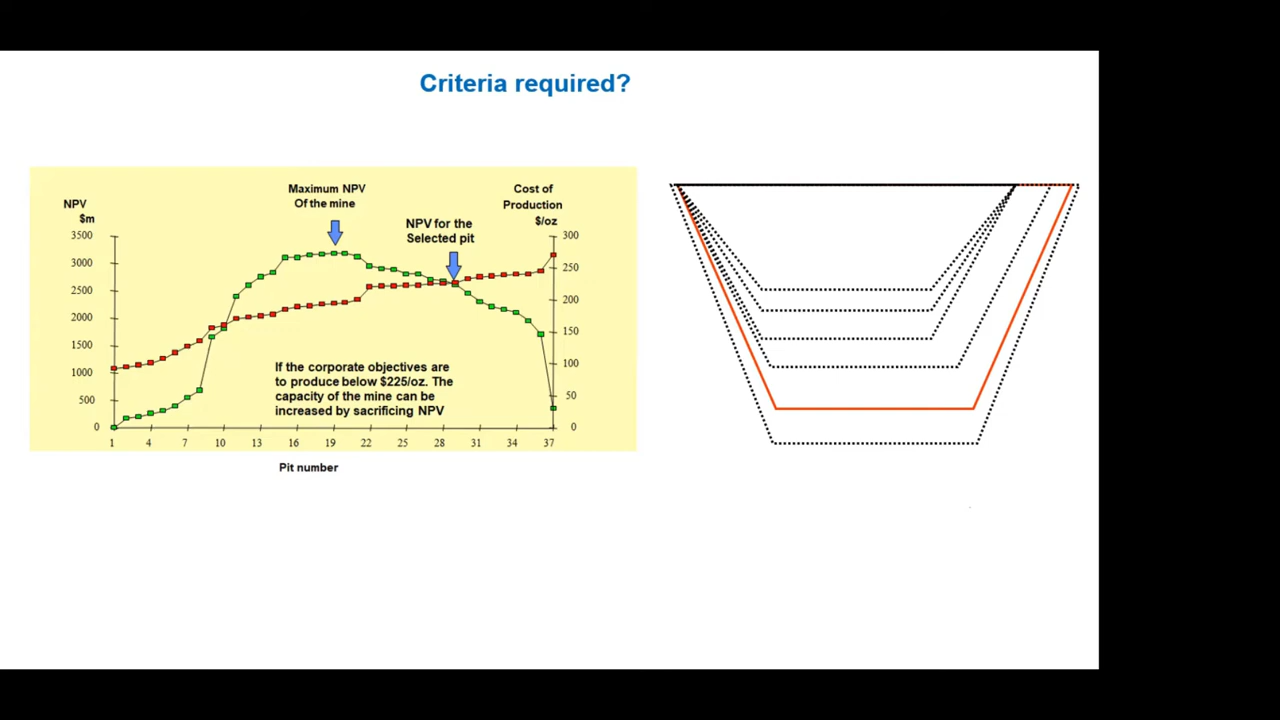 Criteria required?
Maximum NPV
Of the mine
Cost of
Production
$/oz
NPV
$m
NPV for the
Selected pit
3500
3000
2500
2000
1500
1000
500
0
300
250
200
150
100
50
0
If the corporate objectives are
to produce below $225/oz. The
capacity of the mine can be
increased by sacrificing NPV
1 4 7 10 13 16 19 22 25 28 31 34 37
Pit number